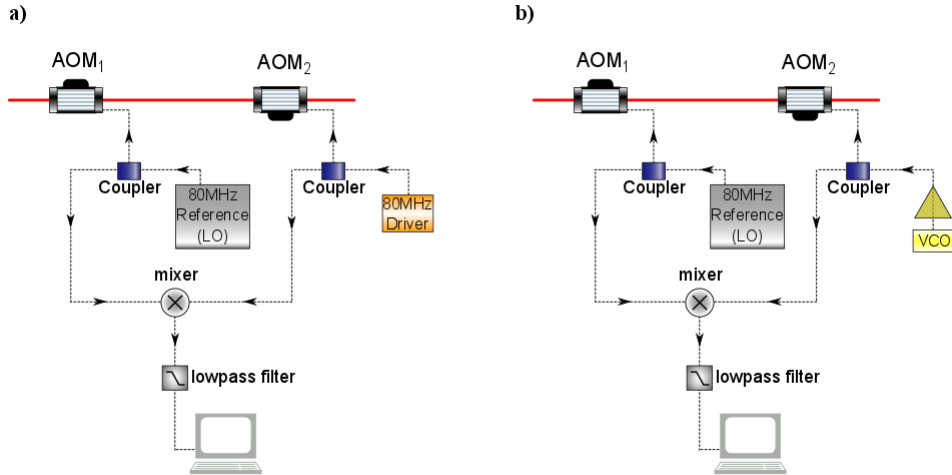 a)
AOM1
AOM2
Coupler
80MHz
Reference
(LO)
Coupler
80MHz
Driver
mixer
lowpass filter
b)
AOM1
AOM2
Coupler
80MHz
Reference
(LO)
Coupler
VCO
mixer
lowpass filter